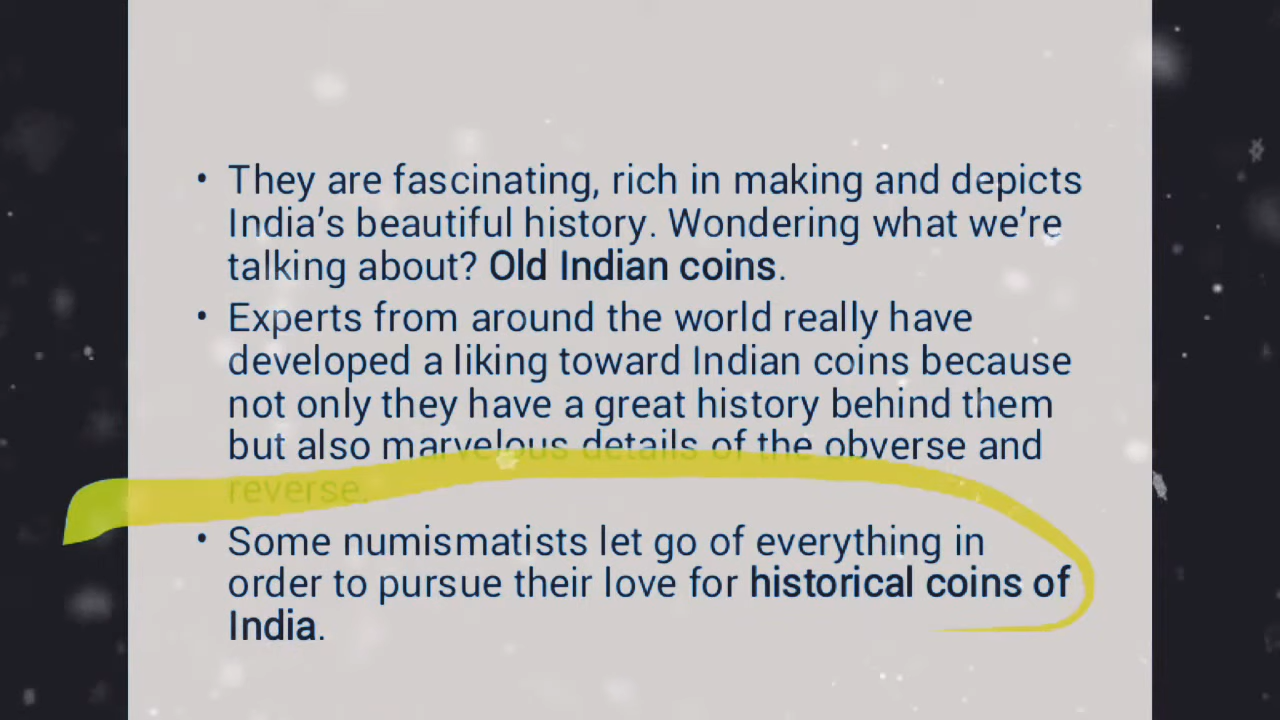 • They are fascinating, rich in making and depicts
India’s beautiful history. Wondering what we’re
talking about? Old Indian coins.
• Experts from around the world really have
developed a liking toward Indian coins because
not only they have a great history behind them
but also marvelous details of the obverse and
reverse.
• Some numismatists let go of everything in
order to pursue their love for historical coins of
India.